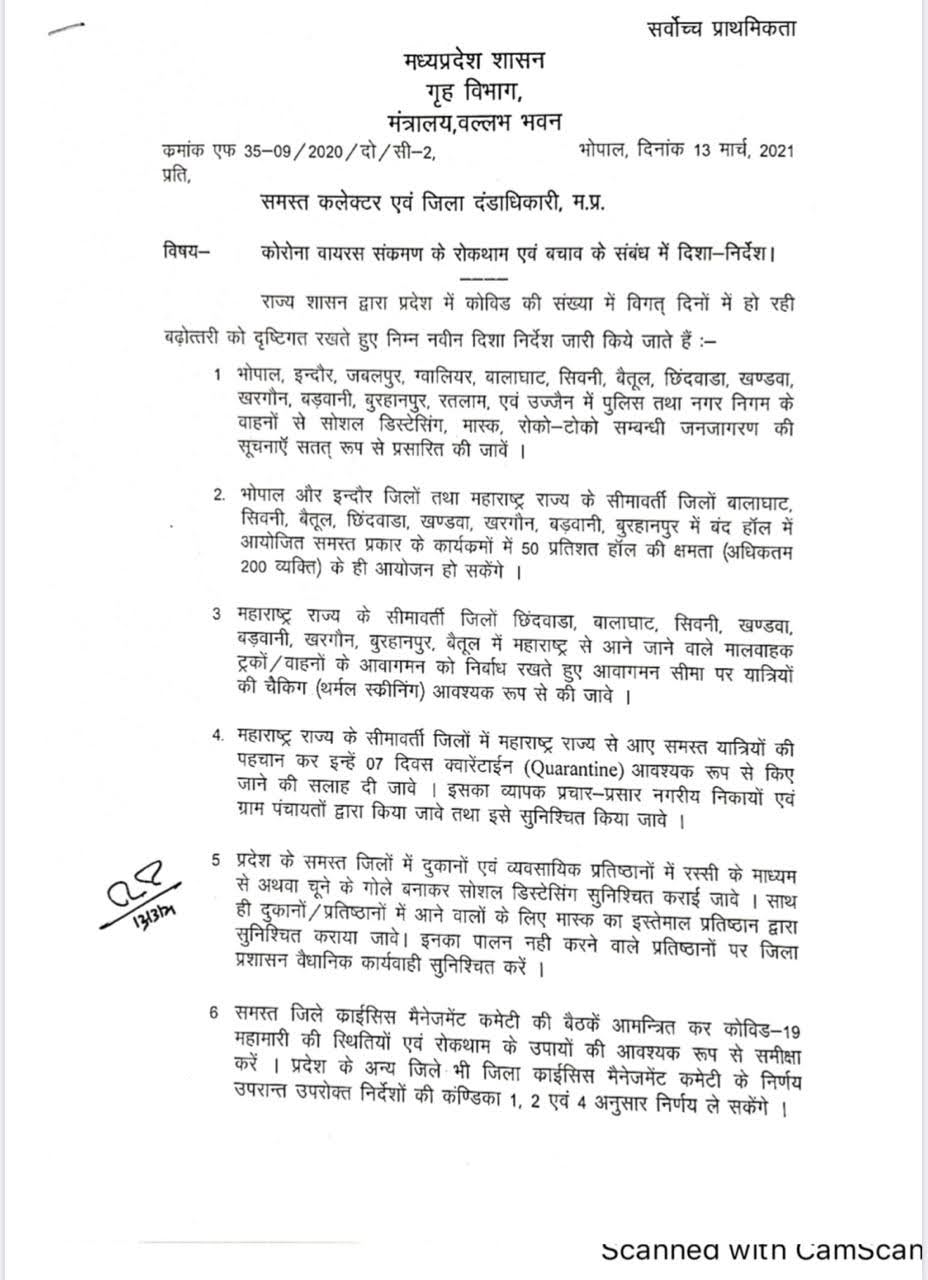 सर्वोच्च प्राथमिकता
मध्यप्रदेश शासन
गृह विभाग,
मंत्रालय,वल्लभ भवन
कमांक एफ 35-09/2020/दो/सी-2,
भोपाल, दिनांक 13 मार्च, 2021
प्रति,
समस्त कलेक्टर एवं जिला दंडाधिकारी, म.प्र.
विषय– कोरोना वायरस संकमण के रोकथाम एवं बचाव के संबंध में दिशा–निर्देश।
राज्य शासन द्वारा प्रदेश में कोविड की संख्या में विगत् दिनों में हो रही
बढ़ोत्तरी को दृष्टिगत रखते हुए निम्न नवीन दिशा निर्देश जारी किये जाते हैं :–
1 भोपाल, इन्दौर, जबलपुर, ग्वालियर, बालाघाट, सिवनी, बैतूल, छिंदवाडा, खण्डवा,
खरगौन, बड़वानी, बुरहानपुर, रतलाम, एवं उज्जैन में पुलिस तथा नगर निगम के
वाहनों से सोशल डिस्टेसिंग, मास्क, रोको–टोको सम्बन्धी जनजागरण की
सूचनाऍ सतत् रूप से प्रसारित की जावें ।
2. भोपाल और इन्दौर जिलों तथा महाराष्ट्र राज्य के सीमावर्ती जिलों बालाघाट,
सिवनी, बैतूल, छिंदवाडा, खण्डवा, खरगौन, बड़वानी, बुरहानपुर में बंद हॉल में
आयोजित समस्त प्रकार के कार्यकमों में 50 प्रतिशत हॉल की क्षमता (अधिकतम
200 व्यक्ति) के ही आयोजन हो सकेंगे ।
3 महाराष्ट्र राज्य के सीमावर्ती जिलों छिंदवाडा, बालाघाट, सिवनी, खण्डवा,
बड़वानी, खरगौन, बुरहानपुर, बैतूल में महाराष्ट्र से आने जाने वाले मालवाहक
ट्रकों/वाहनों के आवागमन को निर्वाध रखते हुए आवागमन सीमा पर यात्रियों
की चैकिग (थर्मल स्कीनिंग) आवश्यक रूप से की जावे ।
4. महाराष्ट्र राज्य के सीमावर्ती जिलों में महाराष्ट्र राज्य से आए समस्त यात्रियों की
पहचान कर इन्हें 07 दिवस क्वारेंटाईन (Quarantine) आवश्यक रूप से किए
जाने की सलाह दी जावे । इसका व्यापक प्रचार–प्रसार नगरीय निकायों एवं
ग्राम पंचायतों द्वारा किया जावे तथा इसे सुनिश्चित किया जावे ।
5 प्रदेश के समस्त जिलों में दुकानों एवं व्यवसायिक प्रतिष्ठानों में रस्सी के माध्यम
से अथवा चूने के गोले बनाकर सोशल डिस्टेसिंग सुनिश्चित कराई जावे । साथ
ही दुकानों/प्रतिष्ठानों में आने वालों के लिए मास्क का इस्तेमाल प्रतिष्ठान द्वारा
सुनिश्चित कराया जावे। इनका पालन नही करने वाले प्रतिष्ठानों पर जिला
प्रशासन वैधानिक कार्यवाही सुनिश्चित करें ।
13/3/21
6 समस्त जिले काईसिस मैनेजमेंट कमेटी की बैठकें आमन्त्रित कर कोविड–19
महामारी की स्थितियों एवं रोकथाम के उपायों की आवश्यक रूप से समीक्षा
करें । प्रदेश के अन्य जिले भी जिला काईसिस मैनेजमेंट कमेटी के निर्णय
उपरान्त उपरोक्त निर्देशों की कंण्डिका 1, 2 एवं 4 अनुसार निर्णय ले सकेंगे ।
Scanned with CamScan